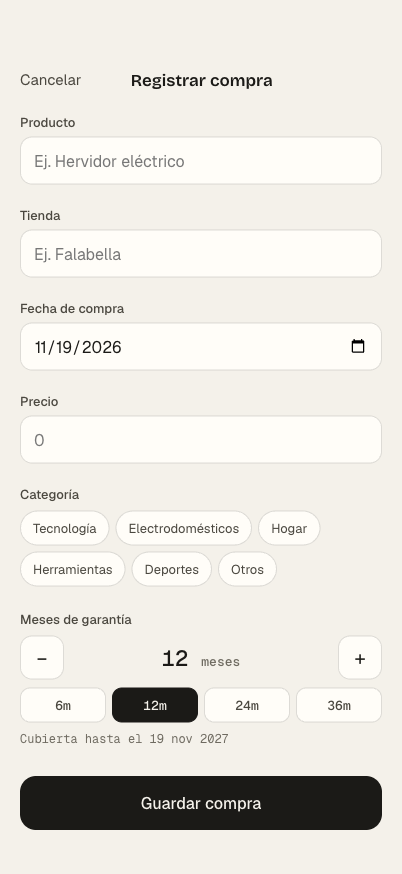 Cancelar Registrar compra
Producto
Ej. Hervidor eléctrico
Tienda
Ej. Falabella
Fecha de compra
11/19/2026
Precio
0
Categoría
Tecnología Electrodomésticos Hogar
Herramientas Deportes Otros
Meses de garantía
− 12 meses +
6m 12m 24m 36m
Cubierta hasta el 19 nov 2027
Guardar compra